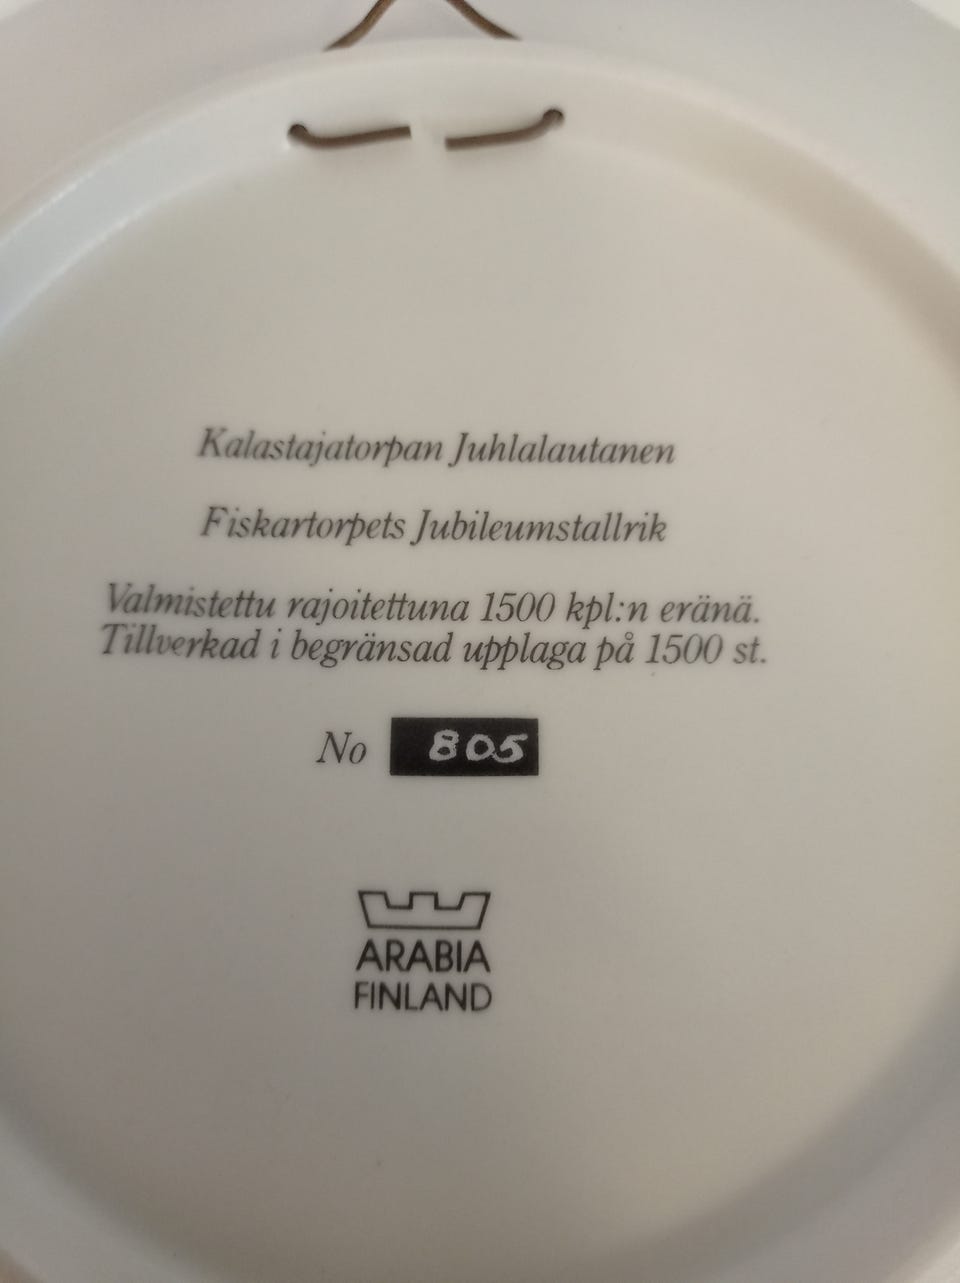 Kalastajatorpan Juhlalautanen
Fiskartorpets Jubileumstallrik
Valmistettu rajoitettuna 1500 kpl:n eränä.
Tillverkad i begränsad upplaga på 1500 st.
No 805
ARABIA
FINLAND